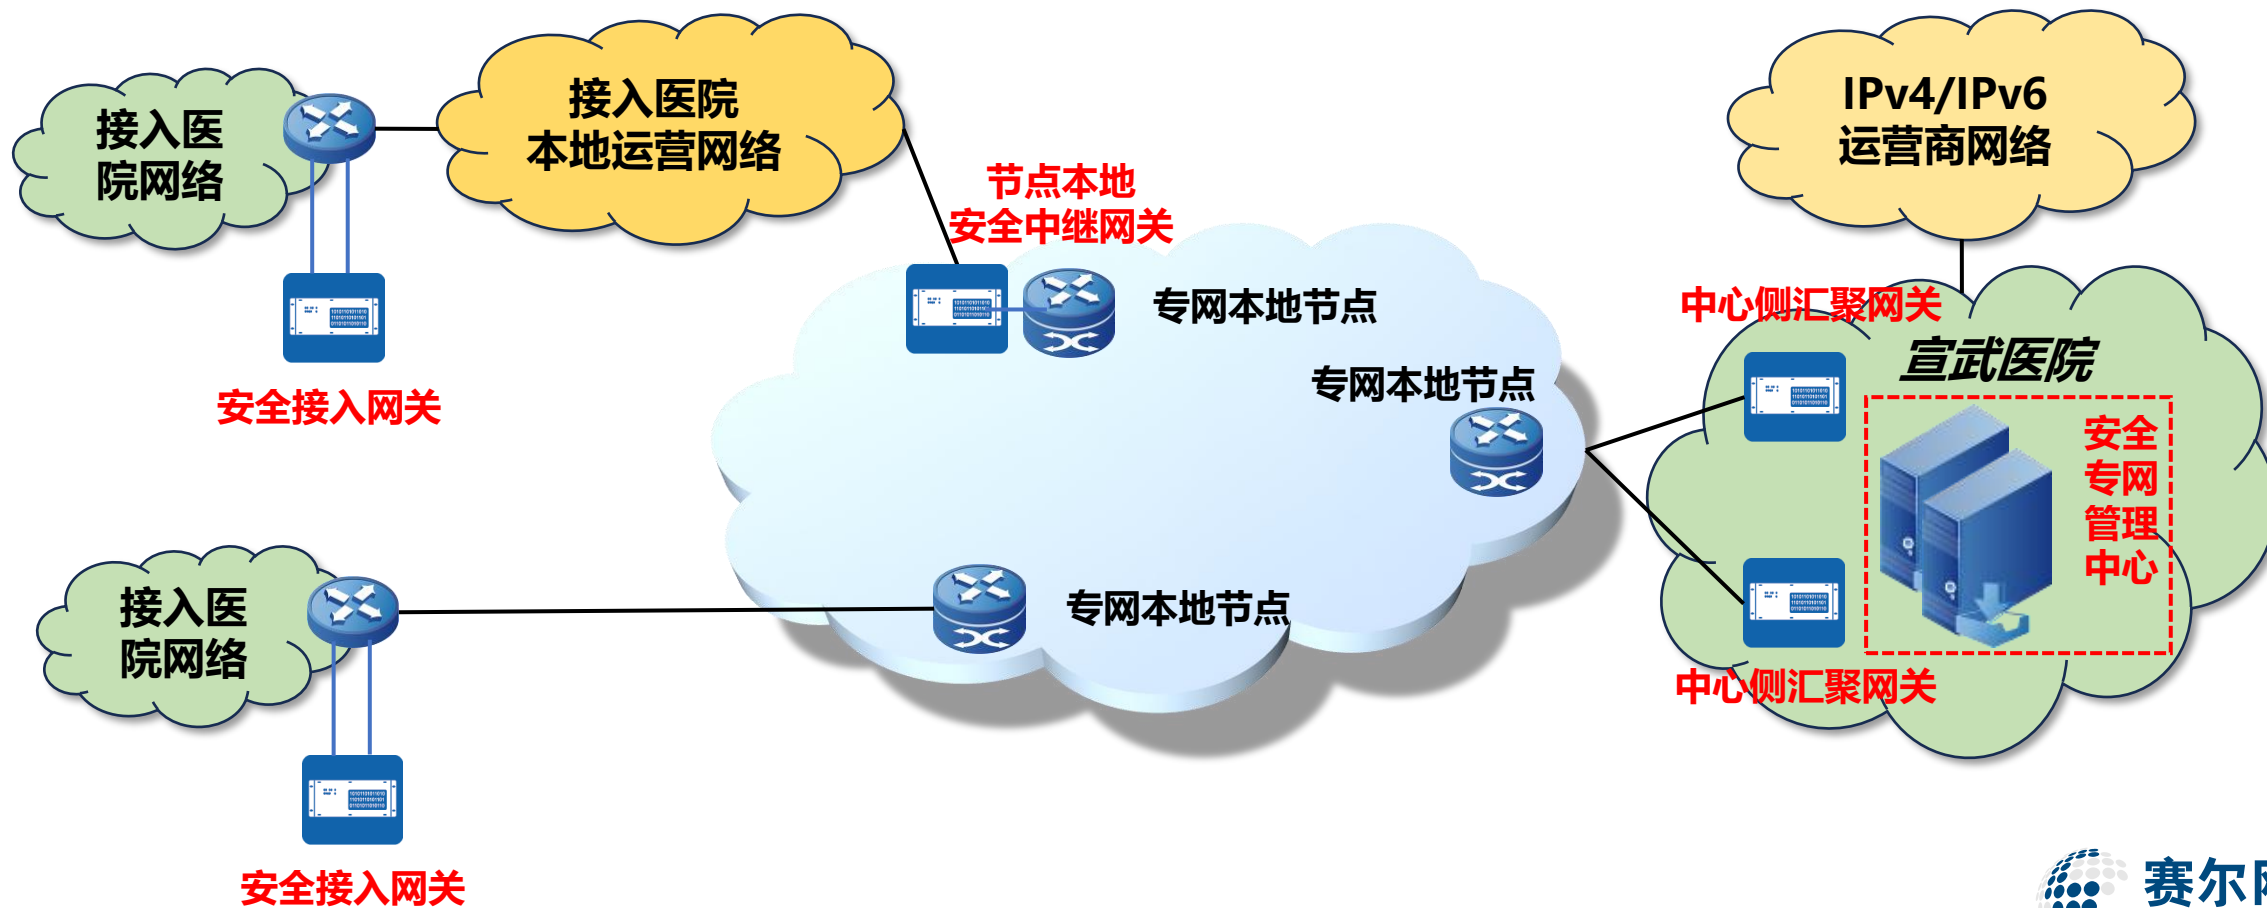 接入医
院网络
接入医院
本地运营网络
IPv4/IPv6
运营商网络
节点本地
安全中继网关
专网本地节点
中心侧汇聚网关
宣武医院
专网本地节点
安全接入网关
安全
专网
管理
中心
接入医
院网络
专网本地节点
中心侧汇聚网关
安全接入网关
赛尔